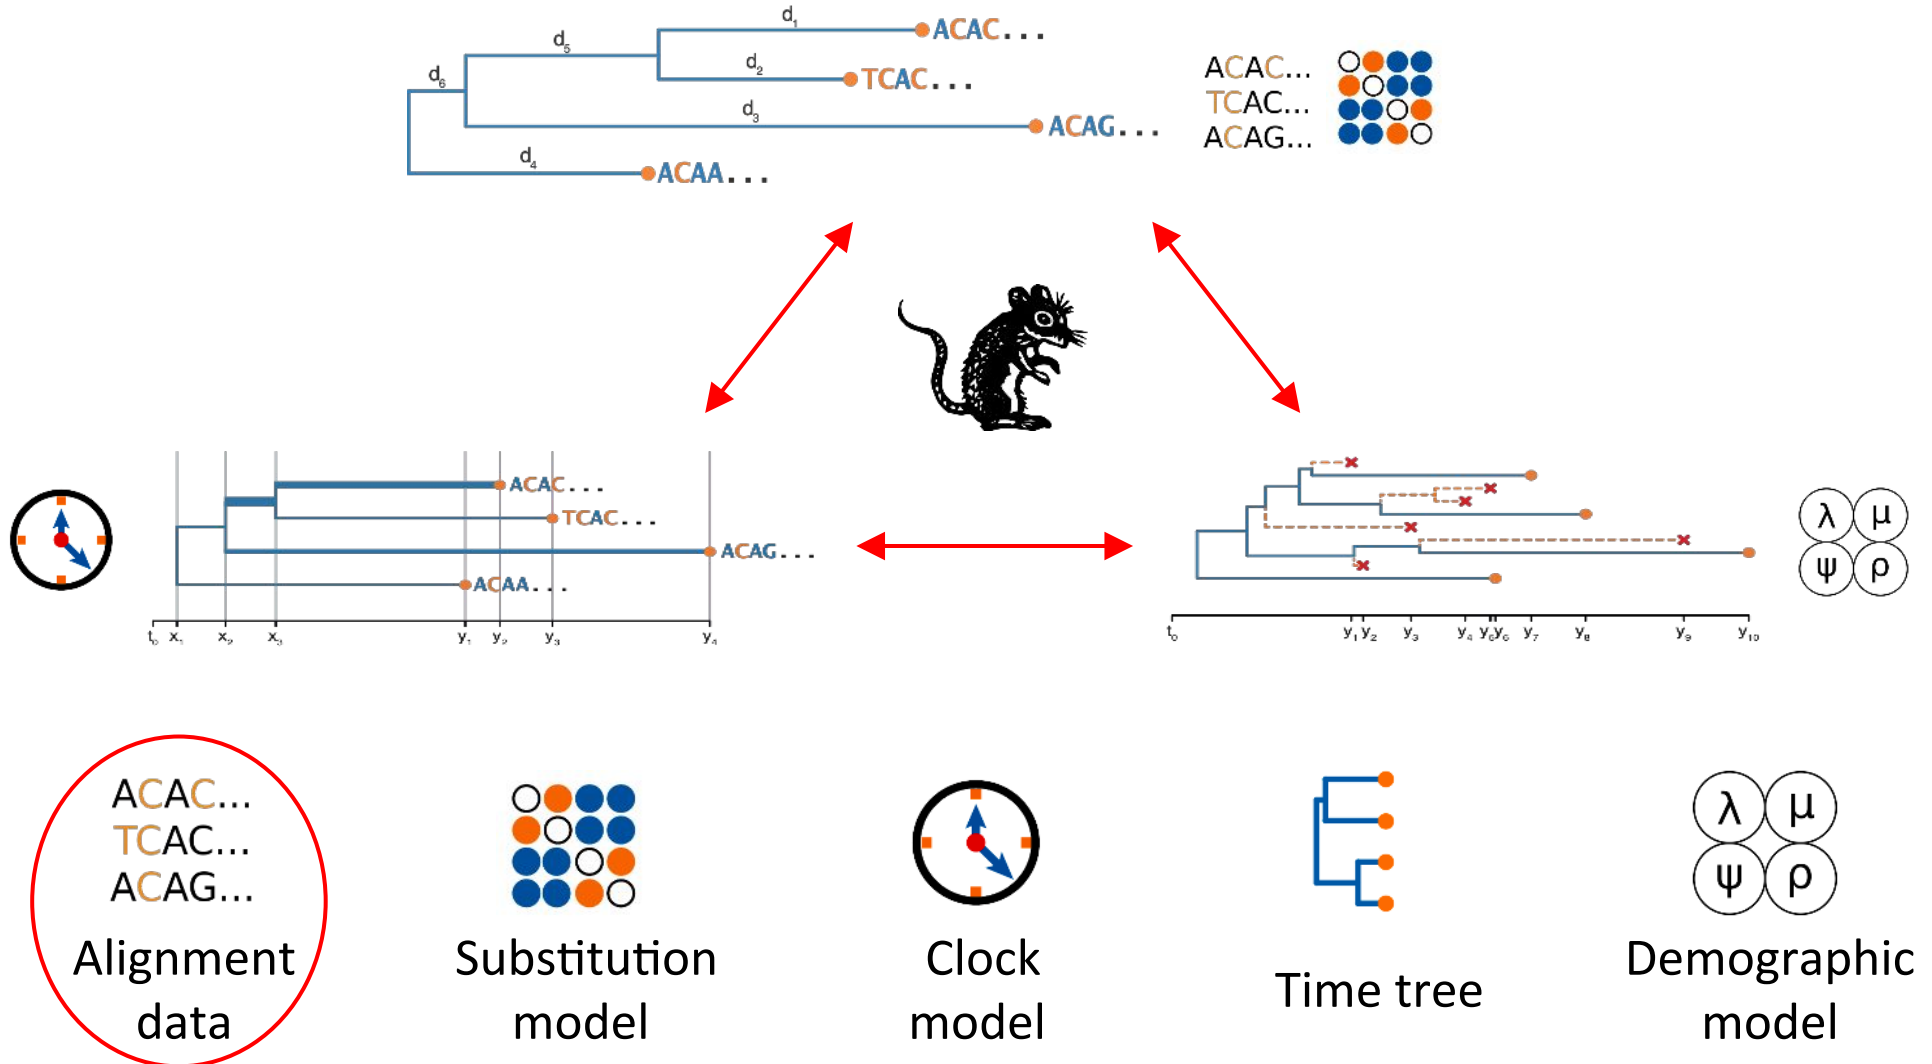 d1
d5
ACAC...
d2
d6
TCAC...
d3
ACAG...
d4
ACAA...
ACAC...
TCAC...
ACAG...
ACAC...
TCAC...
ACAG...
ACAA...
t0 x1 x2 x3 y1 y2 y3 y4
t0 y1 y2 y3 y4 y5 y6 y7 y8 y9 y10
λ μ
ψ ρ
ACAC...
TCAC...
ACAG...
Alignment
data
Substitution
model
Clock
model
Time tree
λ μ
ψ ρ
Demographic
model